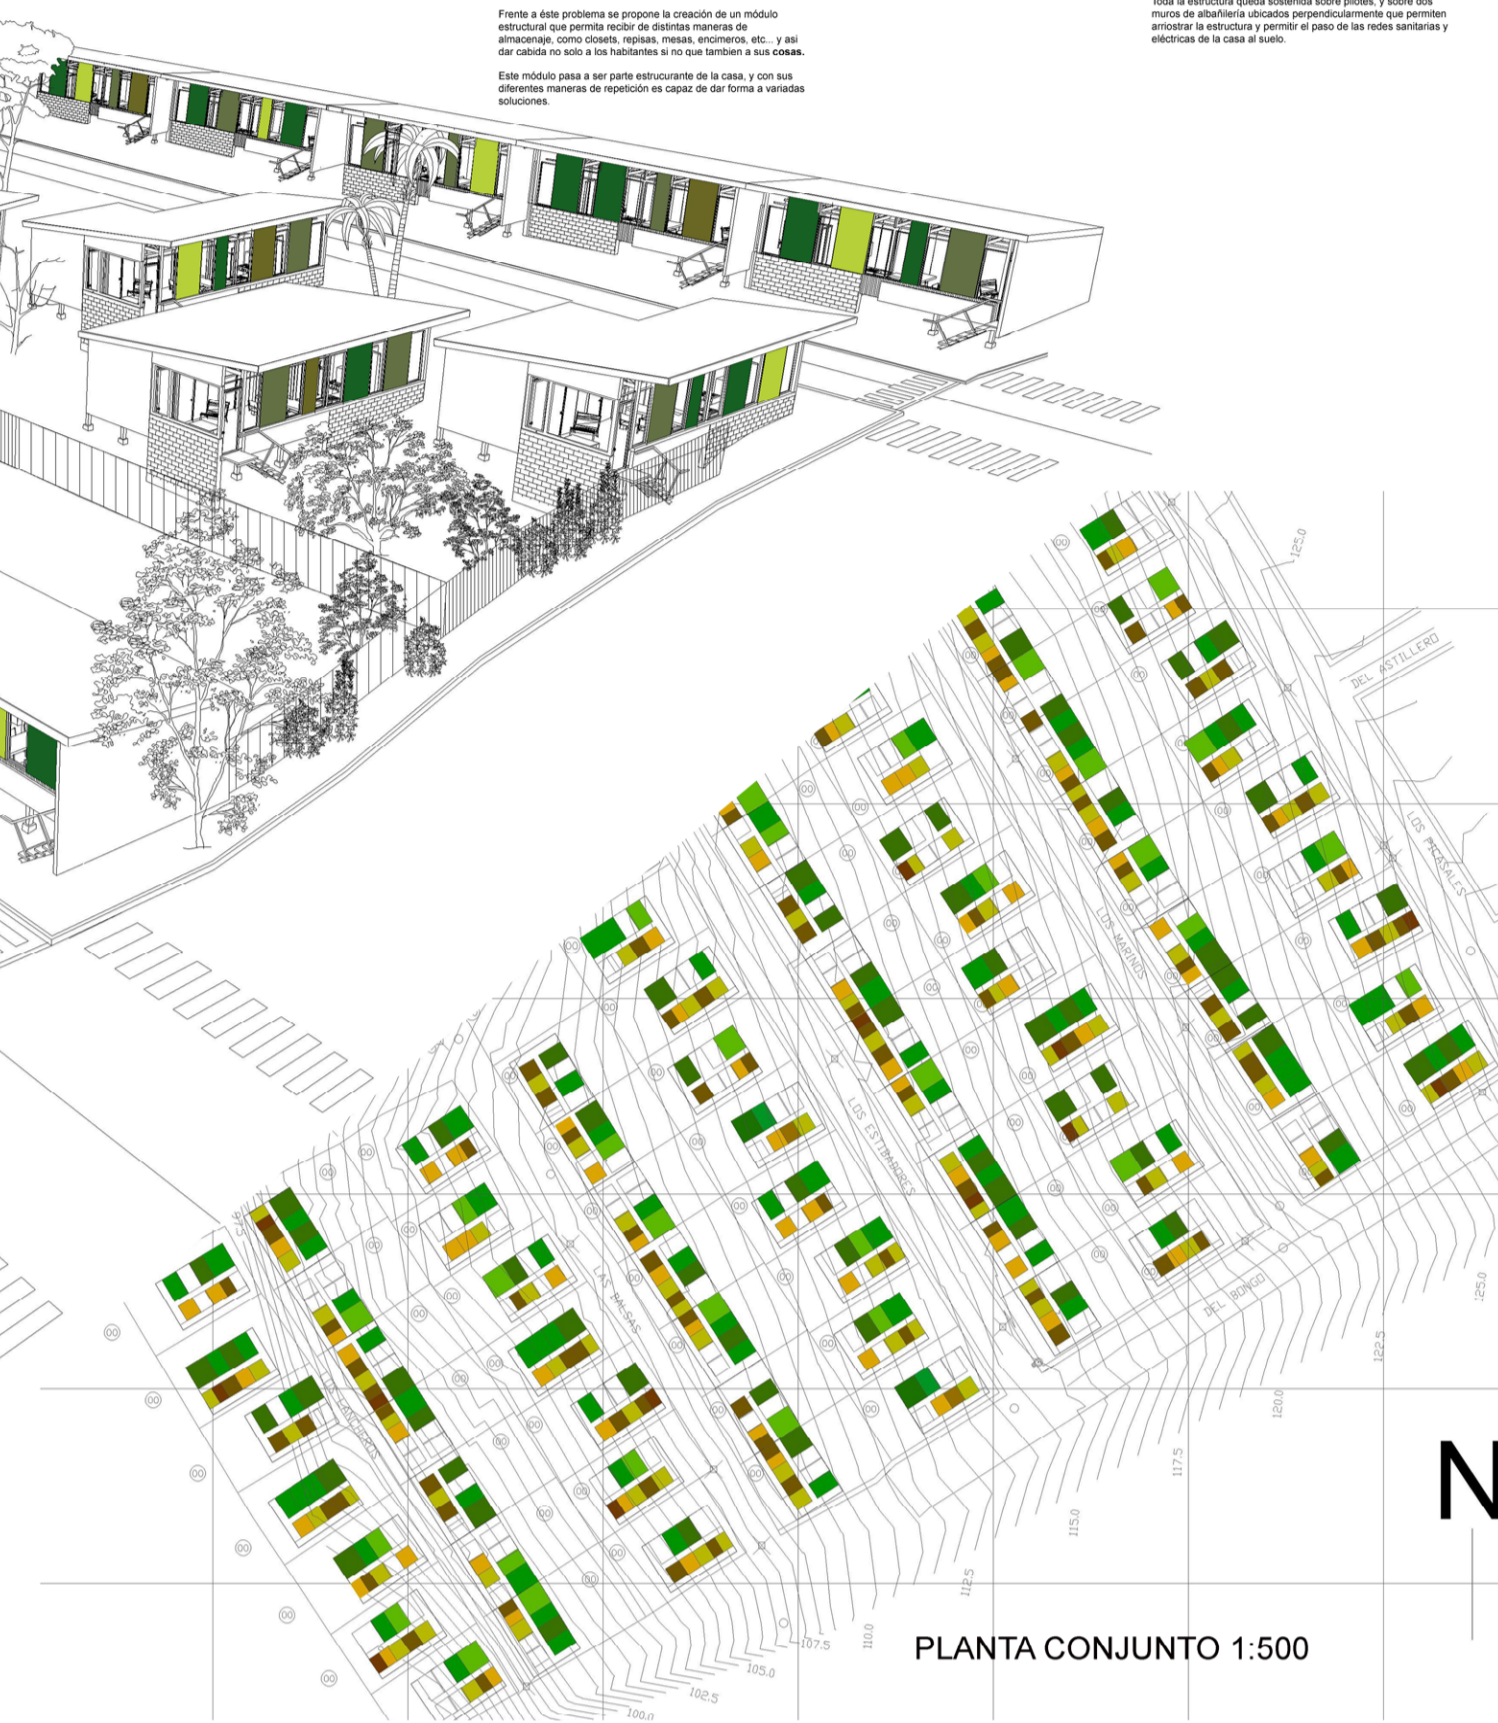 Frente a éste problema se propone la creación de un módulo
estructural que permita recibir de distintas maneras de
almacenaje, como closets, repisas, mesas, encimeros, etc... y asi
dar cabida no solo a los habitantes si no que tambien a sus cosas.
Este módulo pasa a ser parte estrucurante de la casa, y con sus
diferentes maneras de repetición es capaz de dar forma a variadas
soluciones.
Toda la estructura queda sostenida sobre pilotes, y sobre dos
muros de albañilería ubicados perpendicularmente que permiten
arriostrar la estructura y permitir el paso de las redes sanitarias y
eléctricas de la casa al suelo.
125.0
DEL ASTILLERO
LOS MARINOS
LOS ESTIBADORES
LAS BALSAS
DEL BONGO
125.0
122.5
120.0
117.5
115.0
112.5
110.0
107.5
105.0
102.5
100.0
N
PLANTA CONJUNTO 1:500